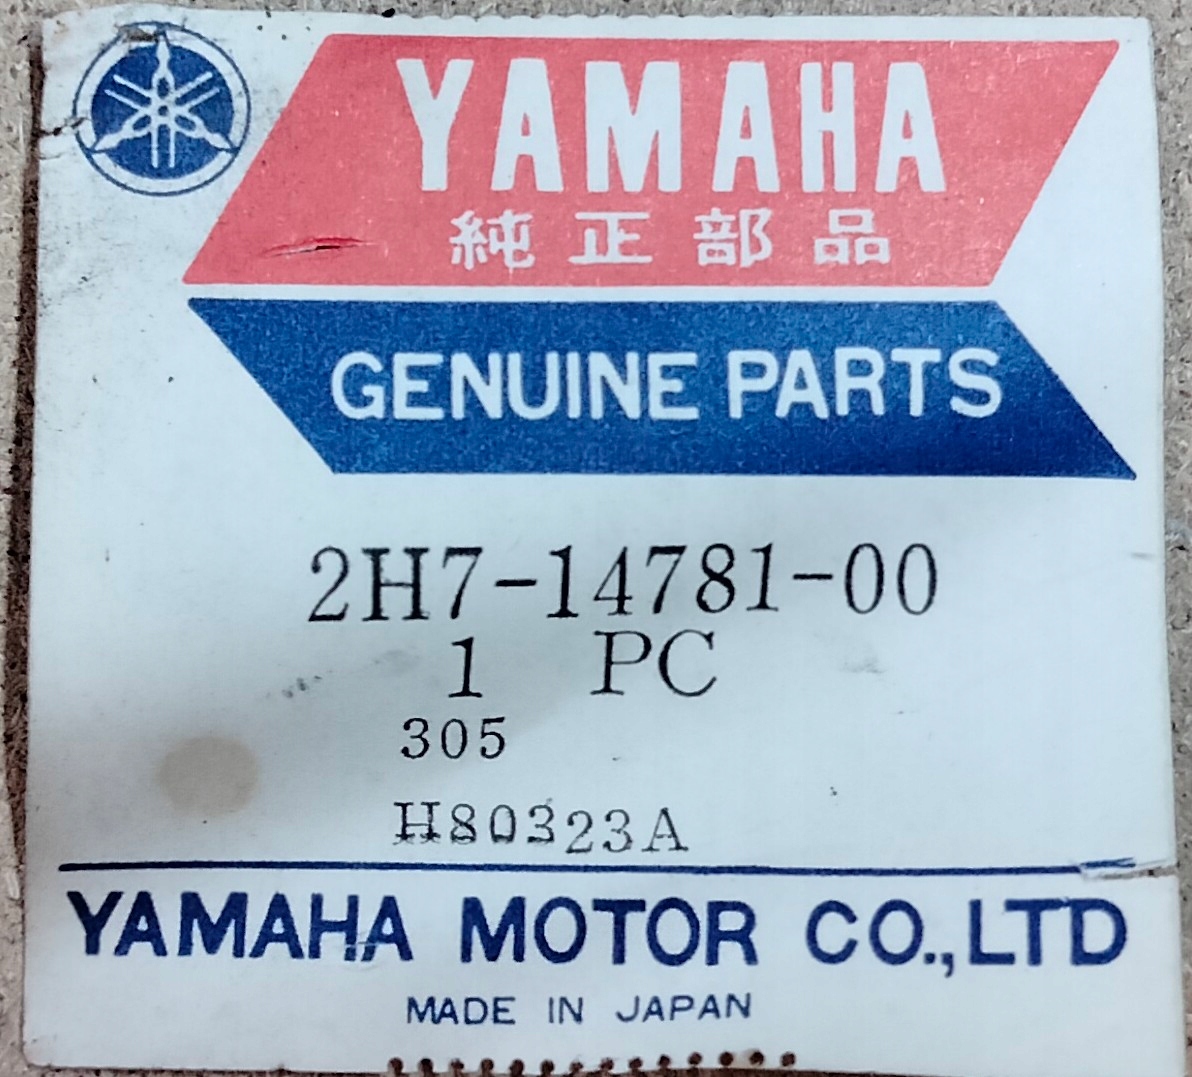 YAMAHA
純正部品
GENUINE PARTS
2H7-14781-00
1 PC
305
H80323A
YAMAHA MOTOR CO.,LTD
MADE IN JAPAN